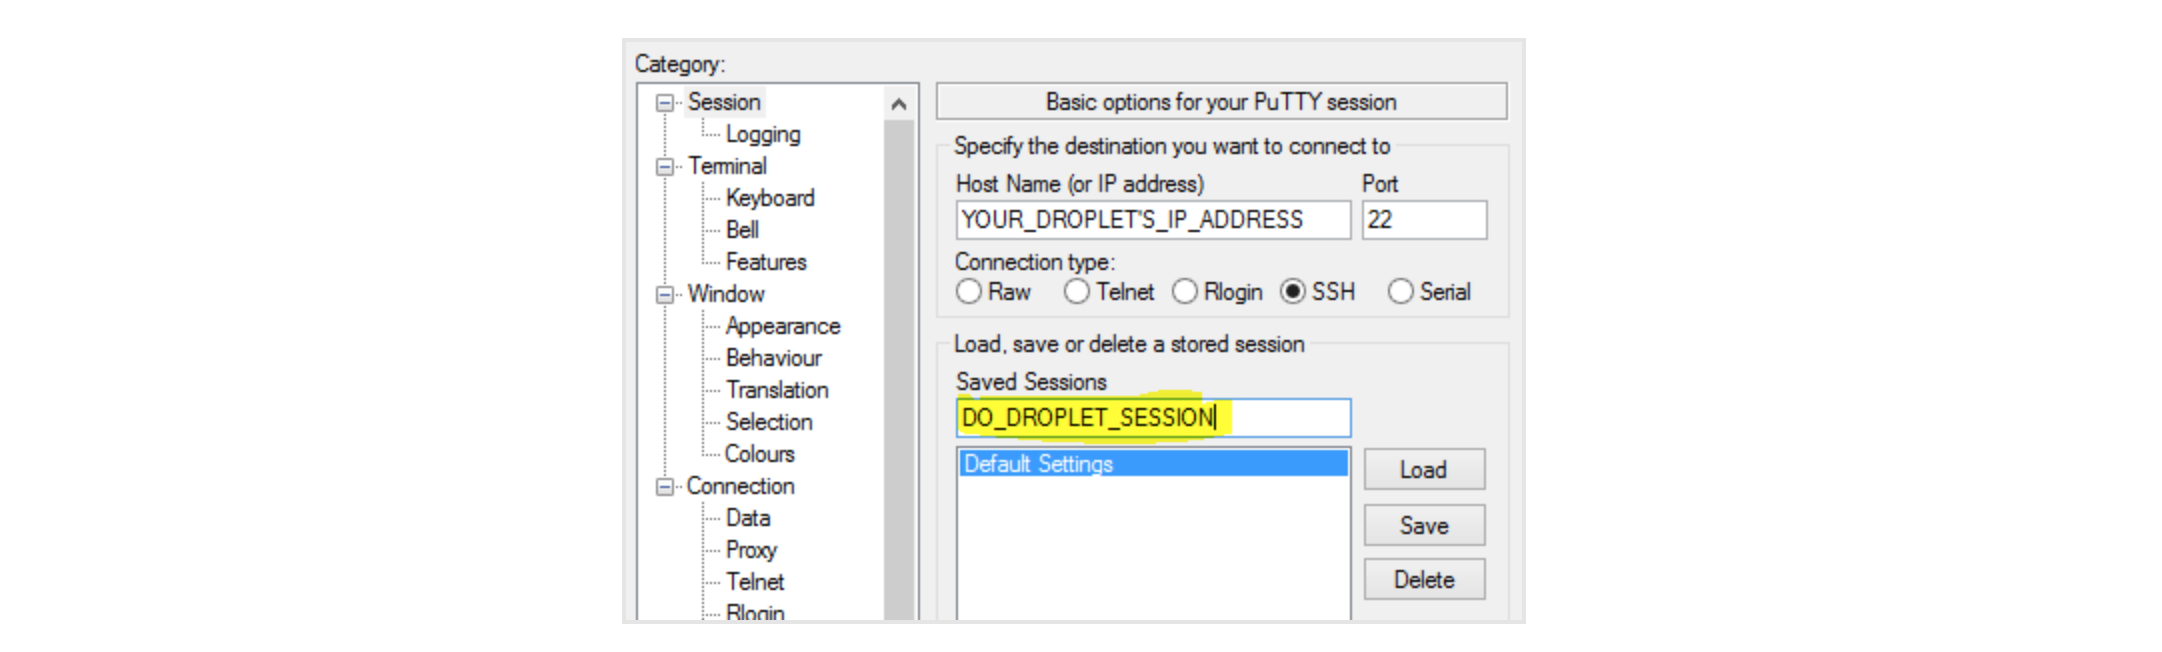 Category:
Session
Logging
Terminal
Keyboard
Bell
Features
Window
Appearance
Behaviour
Translation
Selection
Colours
Connection
Data
Proxy
Telnet
Rlogin
Basic options for your PuTTY session
Specify the destination you want to connect to
Host Name (or IP address) Port
YOUR_DROPLET'S_IP_ADDRESS 22
Connection type:
Raw Telnet Rlogin SSH Serial
Load, save or delete a stored session
Saved Sessions
DO_DROPLET_SESSION
Default Settings
Load
Save
Delete